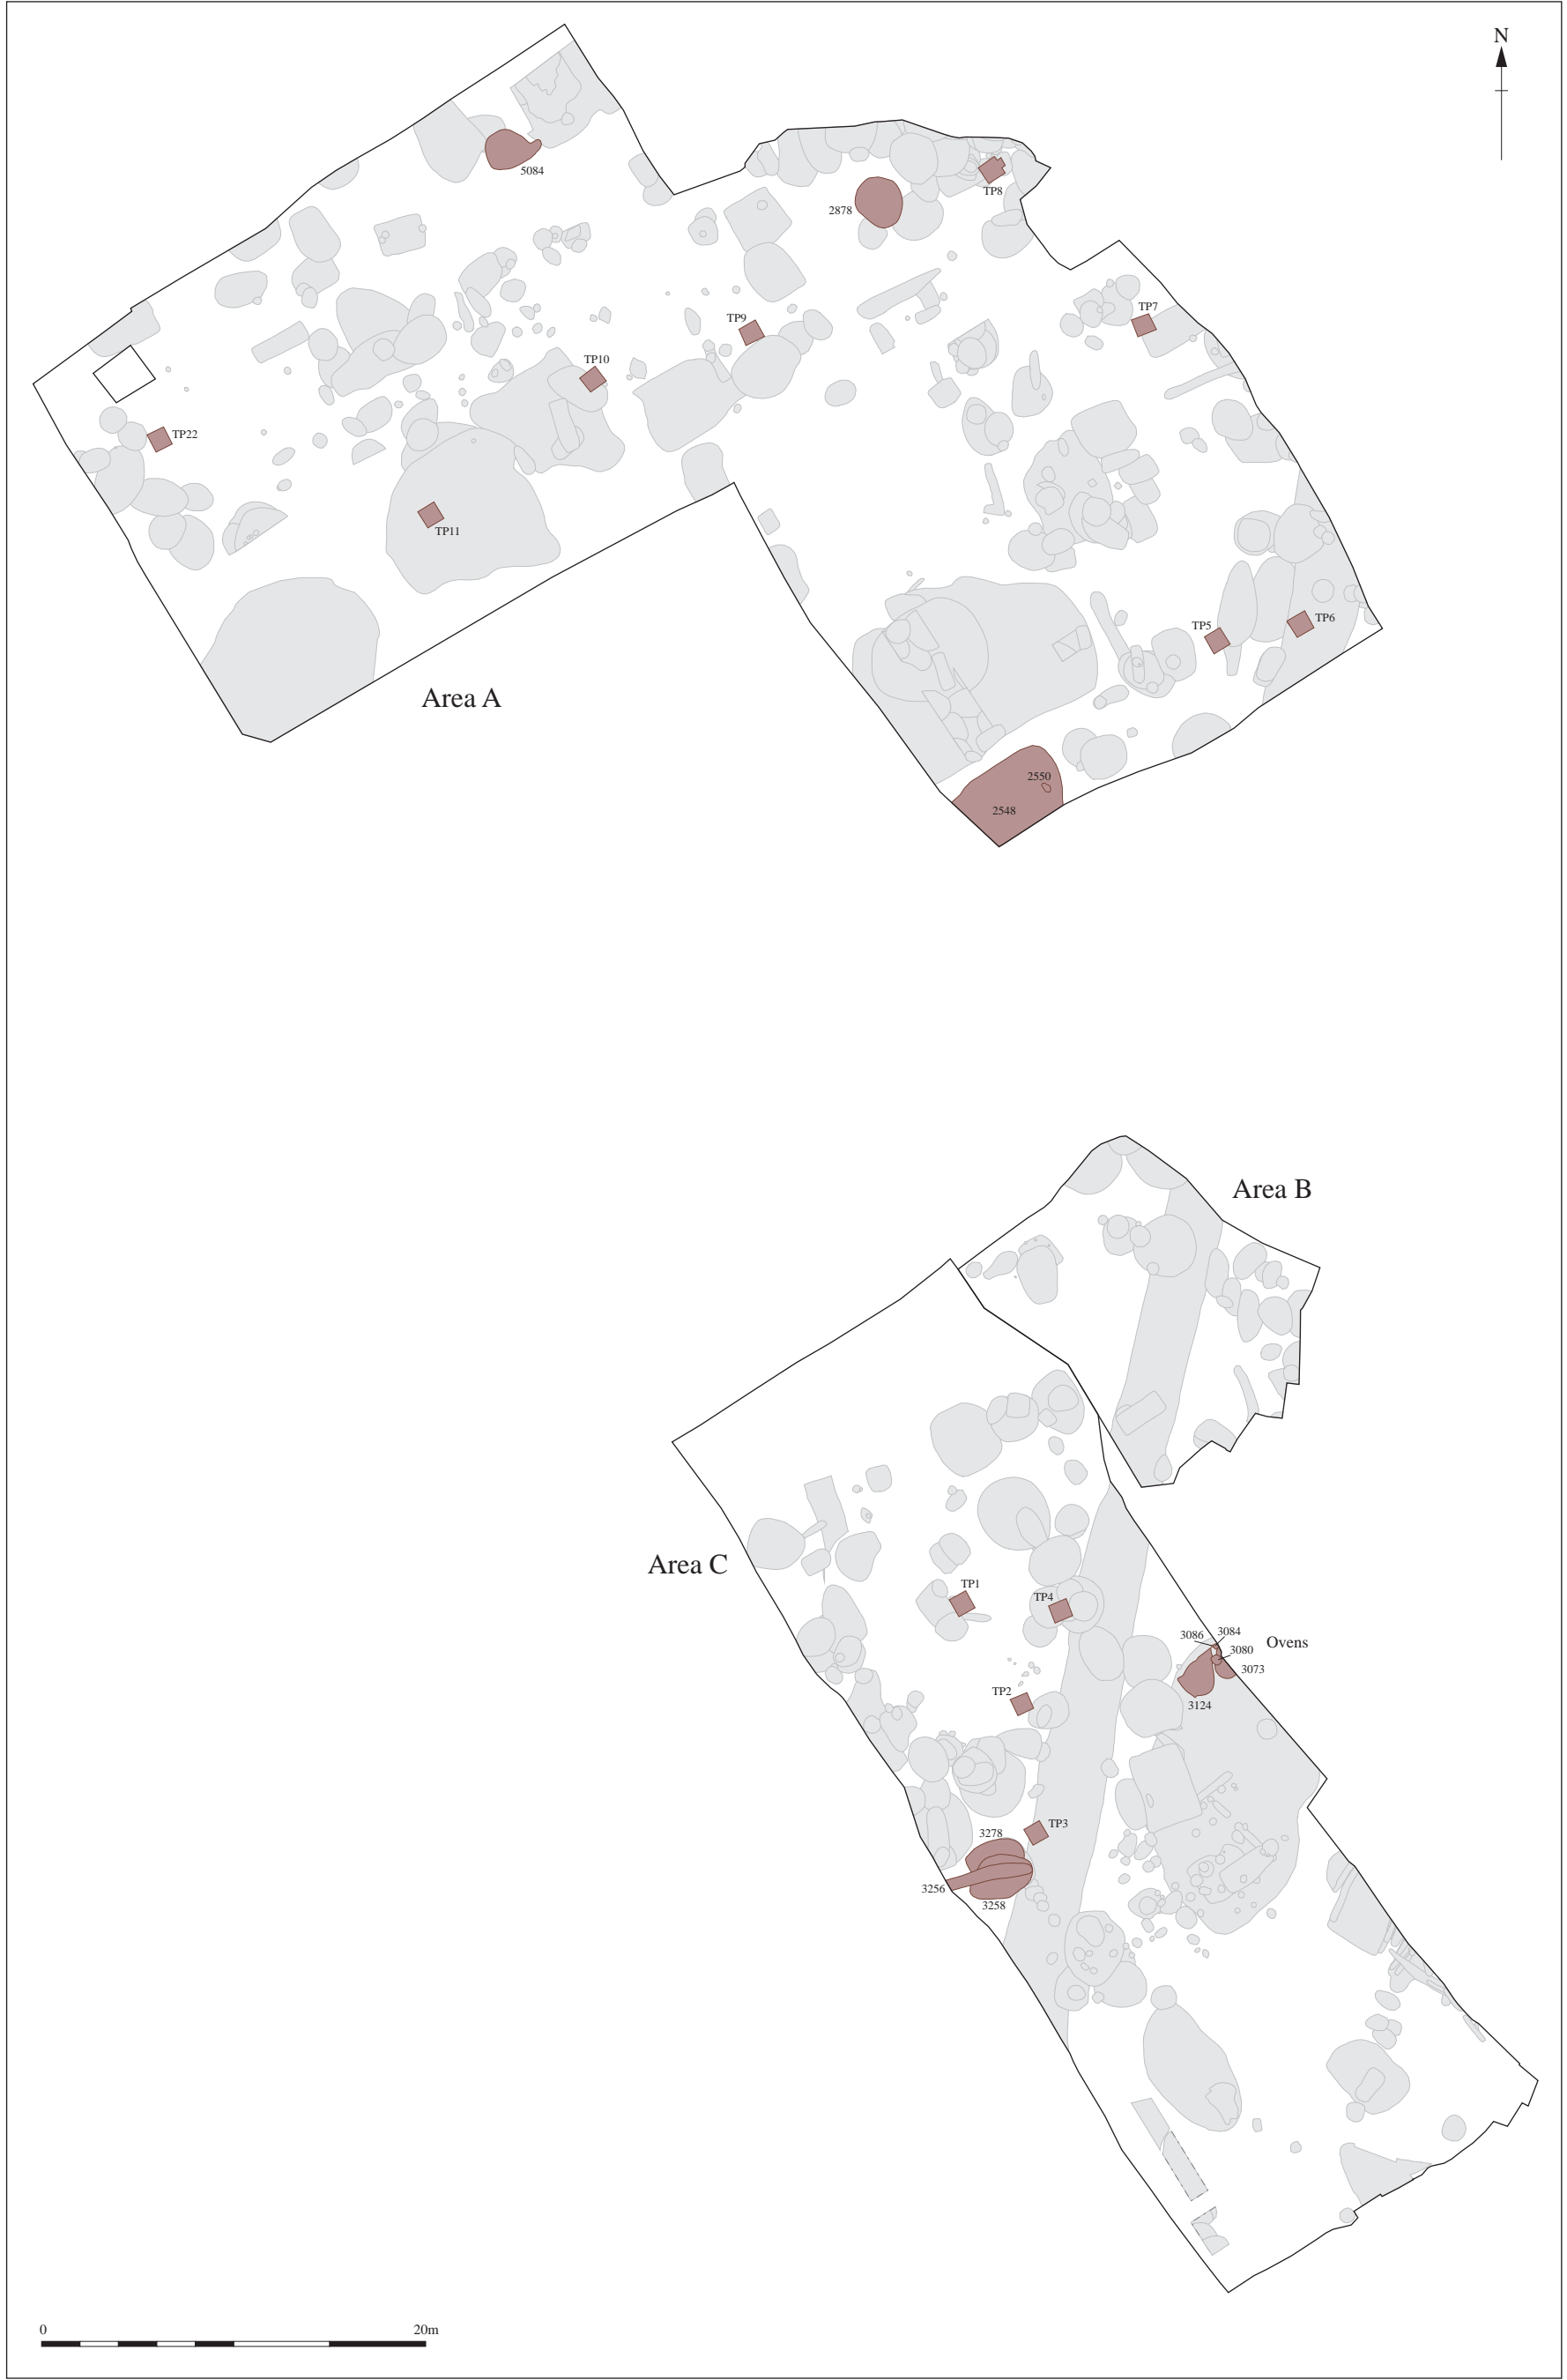 N
5084
TP8
2878
TP7
TP9
TP10
TP22
TP11
TP6
TP5
Area A
2550
2548
Area B
Area C
TP1
TP4
3084
3086
Ovens
3080
3073
TP2
3124
TP3
3278
3256
3258
0 20m